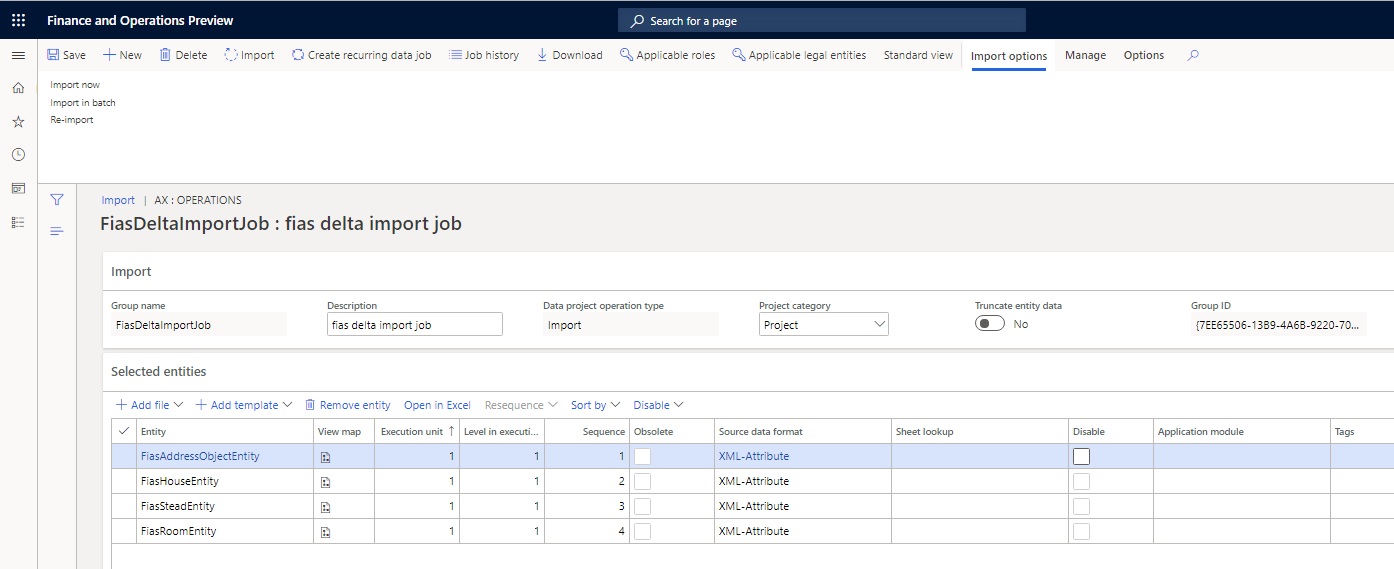 Finance and Operations Preview
Search for a page
Save New Delete Import Create recurring data job Job history Download Applicable roles Applicable legal entities Standard view Import options Manage Options
Import now
Import in batch
Re-import
Import | AX : OPERATIONS
FiasDeltaImportJob : fias delta import job
Import
Group name Description Data project operation type Project category Truncate entity data Group ID
FiasDeltaImportJob fias delta import job Import Project No {7EE65506-13B9-4A6B-9220-70...
Selected entities
Add file Add template Remove entity Open in Excel Resequence Sort by Disable
Entity View map Execution unit Level in executi... Sequence Obsolete Source data format Sheet lookup Disable Application module Tags
FiasAddressObjectEntity 1 1 1 XML-Attribute
FiasHouseEntity 1 1 2 XML-Attribute
FiasSteadEntity 1 1 3 XML-Attribute
FiasRoomEntity 1 1 4 XML-Attribute